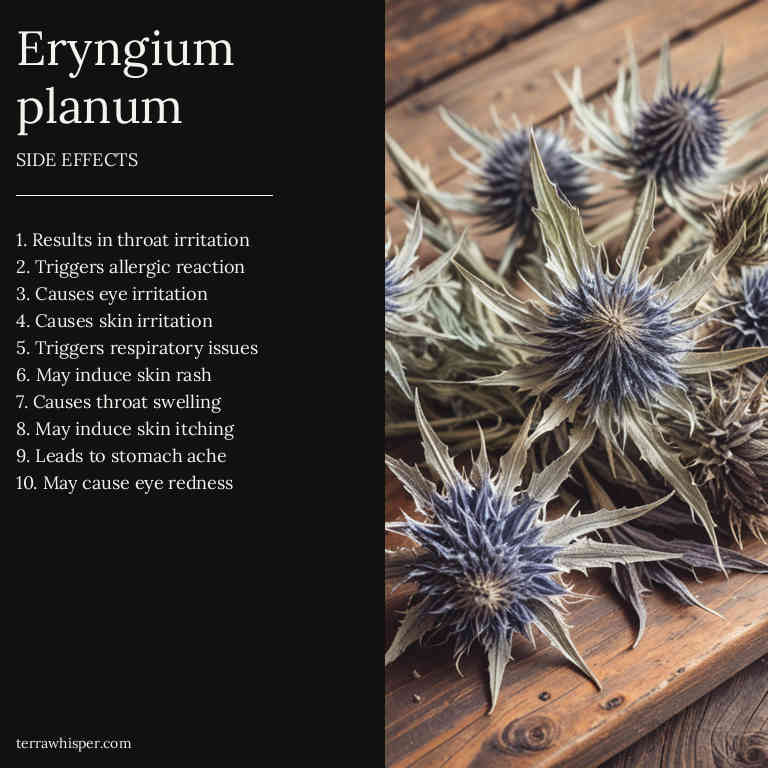 Eryngium
planum
SIDE EFFECTS
1. Results in throat irritation
2. Triggers allergic reaction
3. Causes eye irritation
4. Causes skin irritation
5. Triggers respiratory issues
6. May induce skin rash
7. Causes throat swelling
8. May induce skin itching
9. Leads to stomach ache
10. May cause eye redness
terrawhisper.com